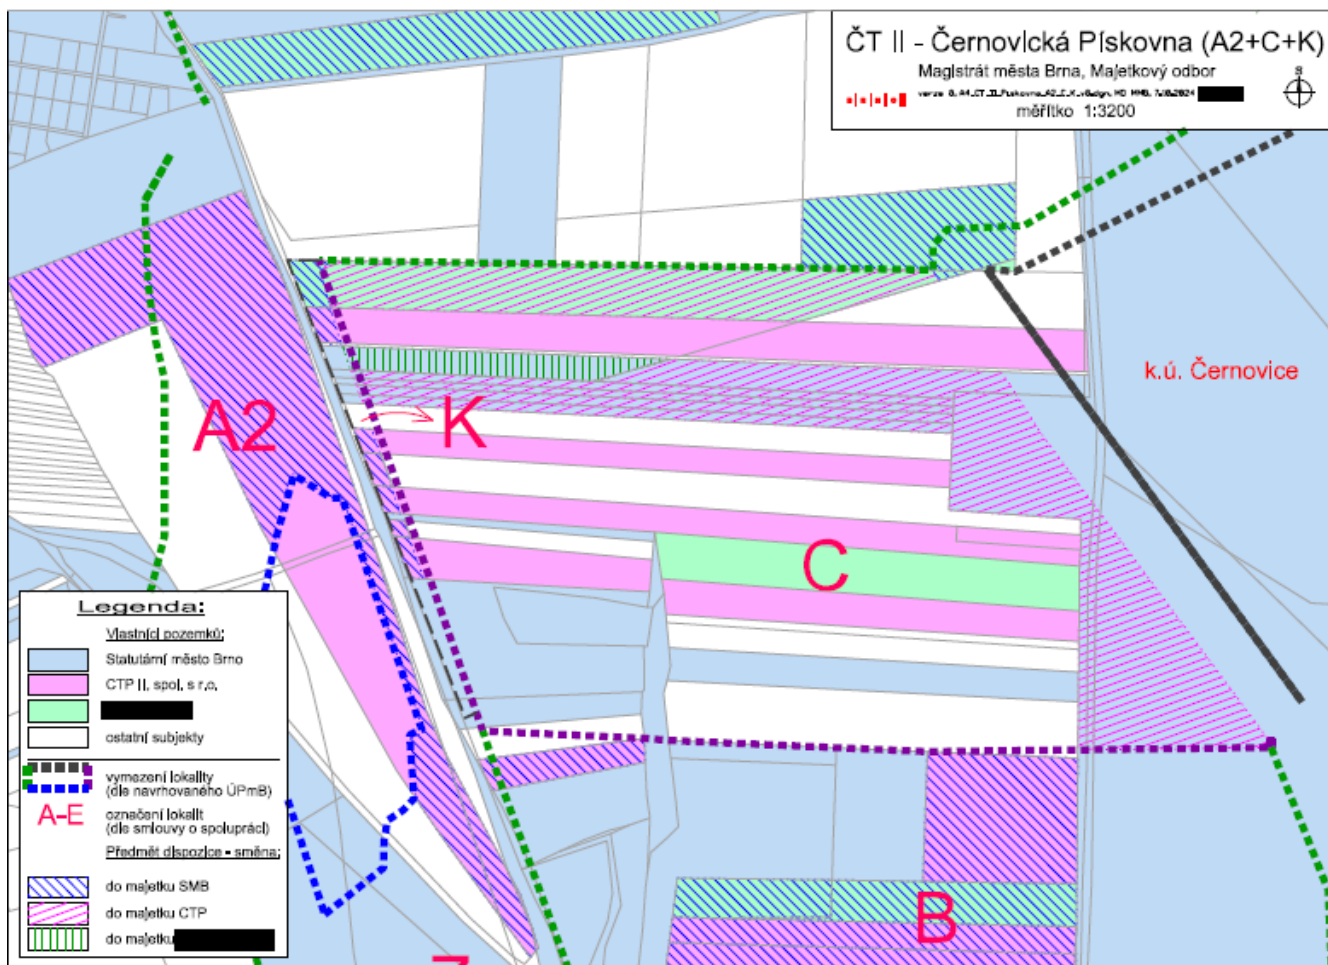 ČT II - Černovická Pískovna (A2+C+K)
Magistrát města Brna, Majetkový odbor
měřítko 1:3200
k.ú. Černovice
A2
K
C
B
Legenda:
Vlastníci pozemků:
Statutární město Brno
CTP II, spol. s r.o.
ostatní subjekty
vymezení lokality
(dle navrhovaného ÚPmB)
A-E
označení lokalit
(dle smlouvy o spolupráci)
Předmět dispozice - směna:
do majetku SMB
do majetku CTP
do majetku